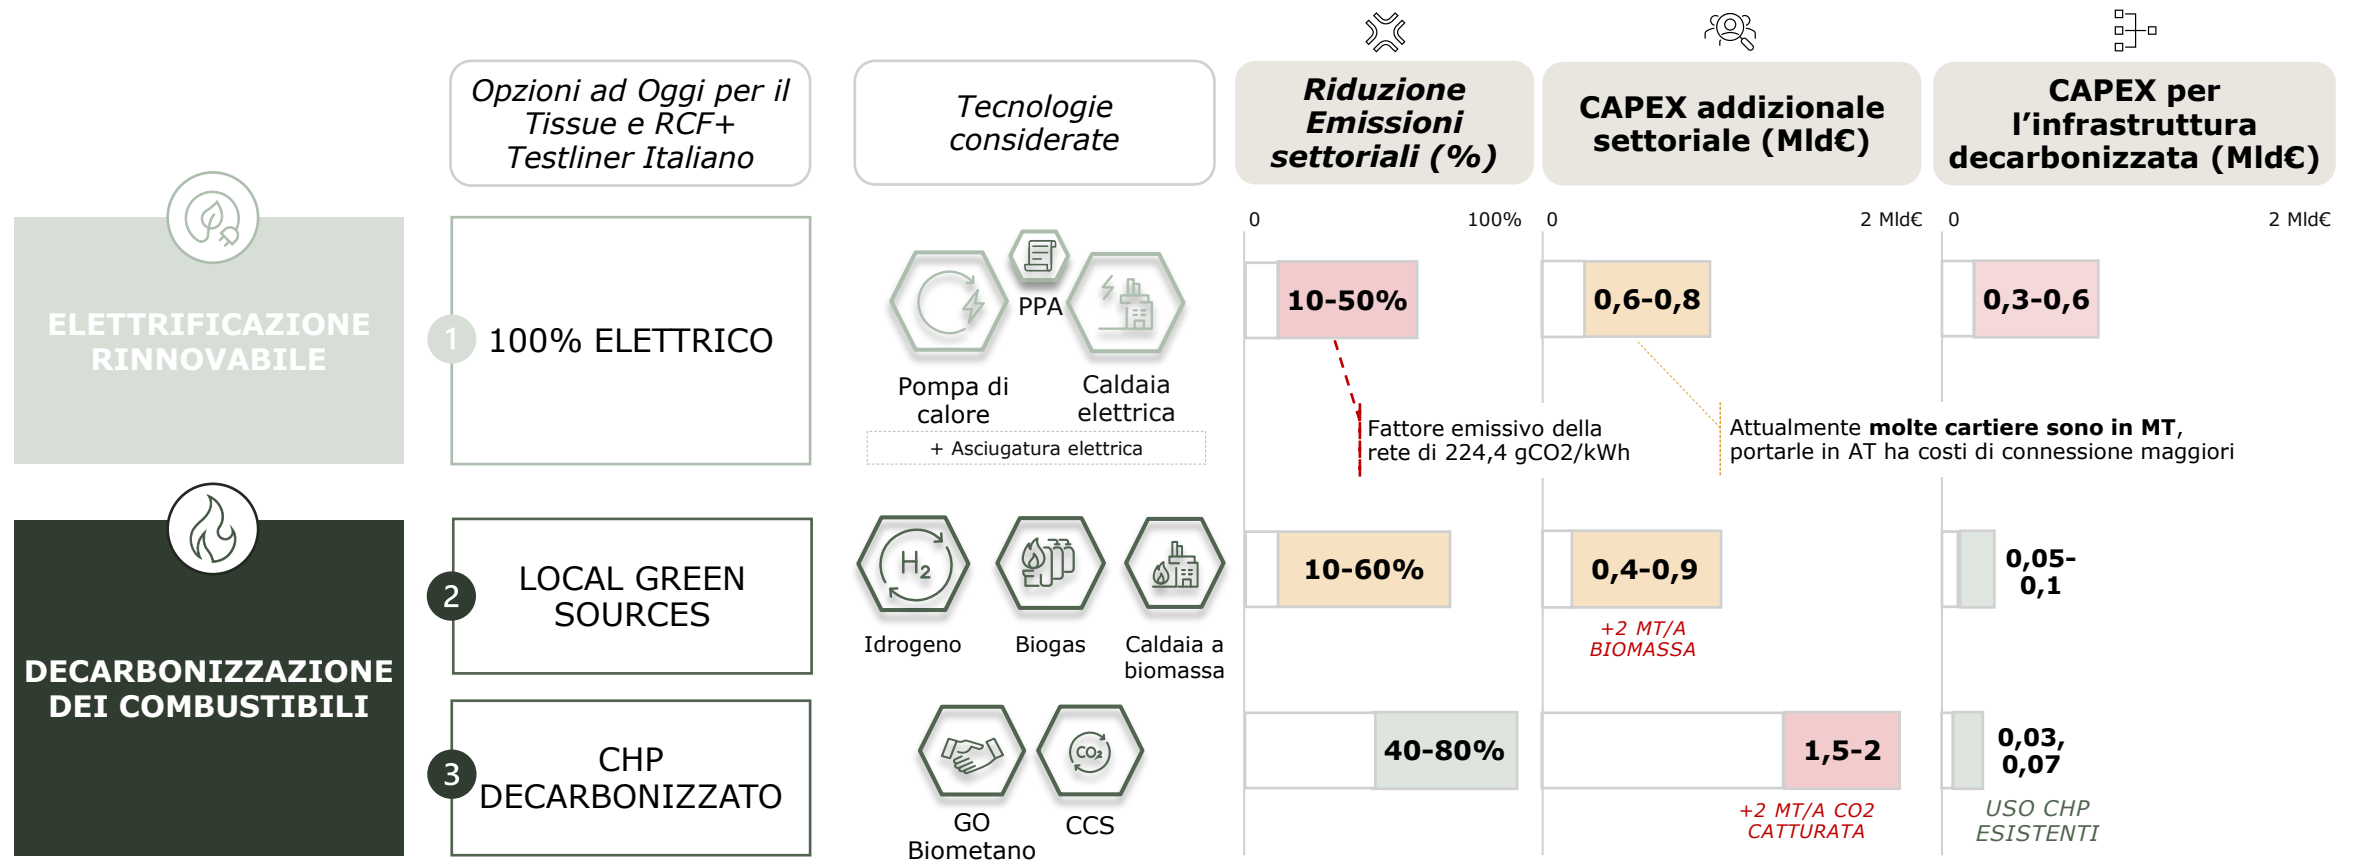 Opzioni ad Oggi per il
Tissue e RCF+
Testliner Italiano
Tecnologie
considerate
Riduzione
Emissioni
settoriali (%)
CAPEX addizionale
settoriale (Mld€)
CAPEX per
l’infrastruttura
decarbonizzata (Mld€)
0
100%
0
2 Mld€
0
2 Mld€
ELETTRIFICAZIONE
RINNOVABILE
1
100% ELETTRICO
PPA
Pompa di
calore
Caldaia
elettrica
+ Asciugatura elettrica
10-50%
0,6-0,8
0,3-0,6
Fattore emissivo della
rete di 224,4 gCO2/kWh
Attualmente molte cartiere sono in MT,
portarle in AT ha costi di connessione maggiori
DECARBONIZZAZIONE
DEI COMBUSTIBILI
2
LOCAL GREEN
SOURCES
H2
Idrogeno
Biogas
Caldaia a
biomassa
10-60%
0,4-0,9
+2 MT/A
BIOMASSA
0,05-
0,1
3
CHP
DECARBONIZZATO
GO
Biometano
CO2
CCS
40-80%
1,5-2
+2 MT/A CO2
CATTURATA
0,03,
0,07
USO CHP
ESISTENTI